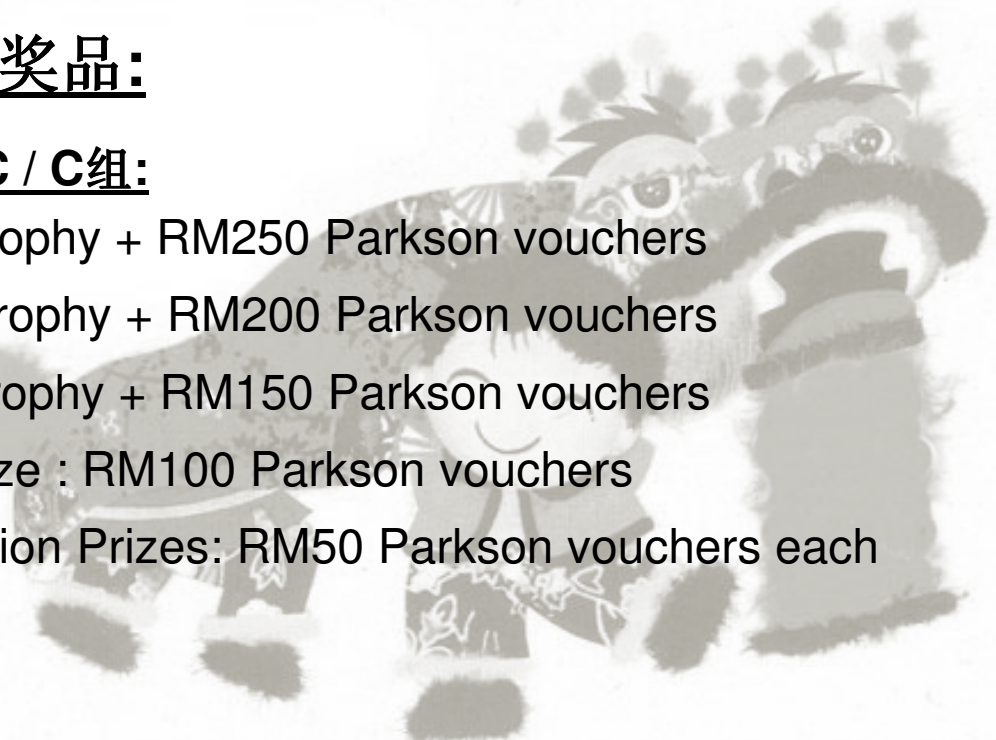 奖品:
C / C组:
ophy + RM250 Parkson vouchers
rophy + RM200 Parkson vouchers
ophy + RM150 Parkson vouchers
ze : RM100 Parkson vouchers
ion Prizes: RM50 Parkson vouchers each